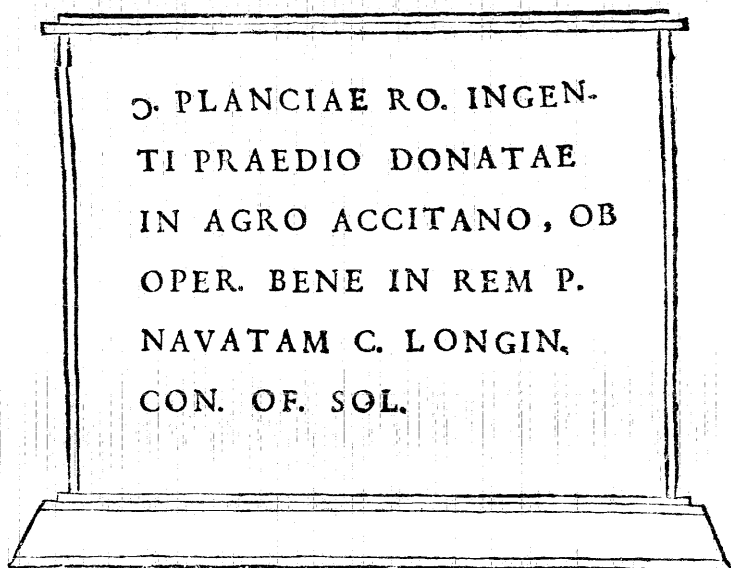 Ɔ. PLANCIAE RO. INGEN-
TI PRAEDIO DONATAE
IN AGRO ACCITANO, OB
OPER. BENE IN REM P.
NAVATAM C. LONGIN.
CON. OF. SOL.